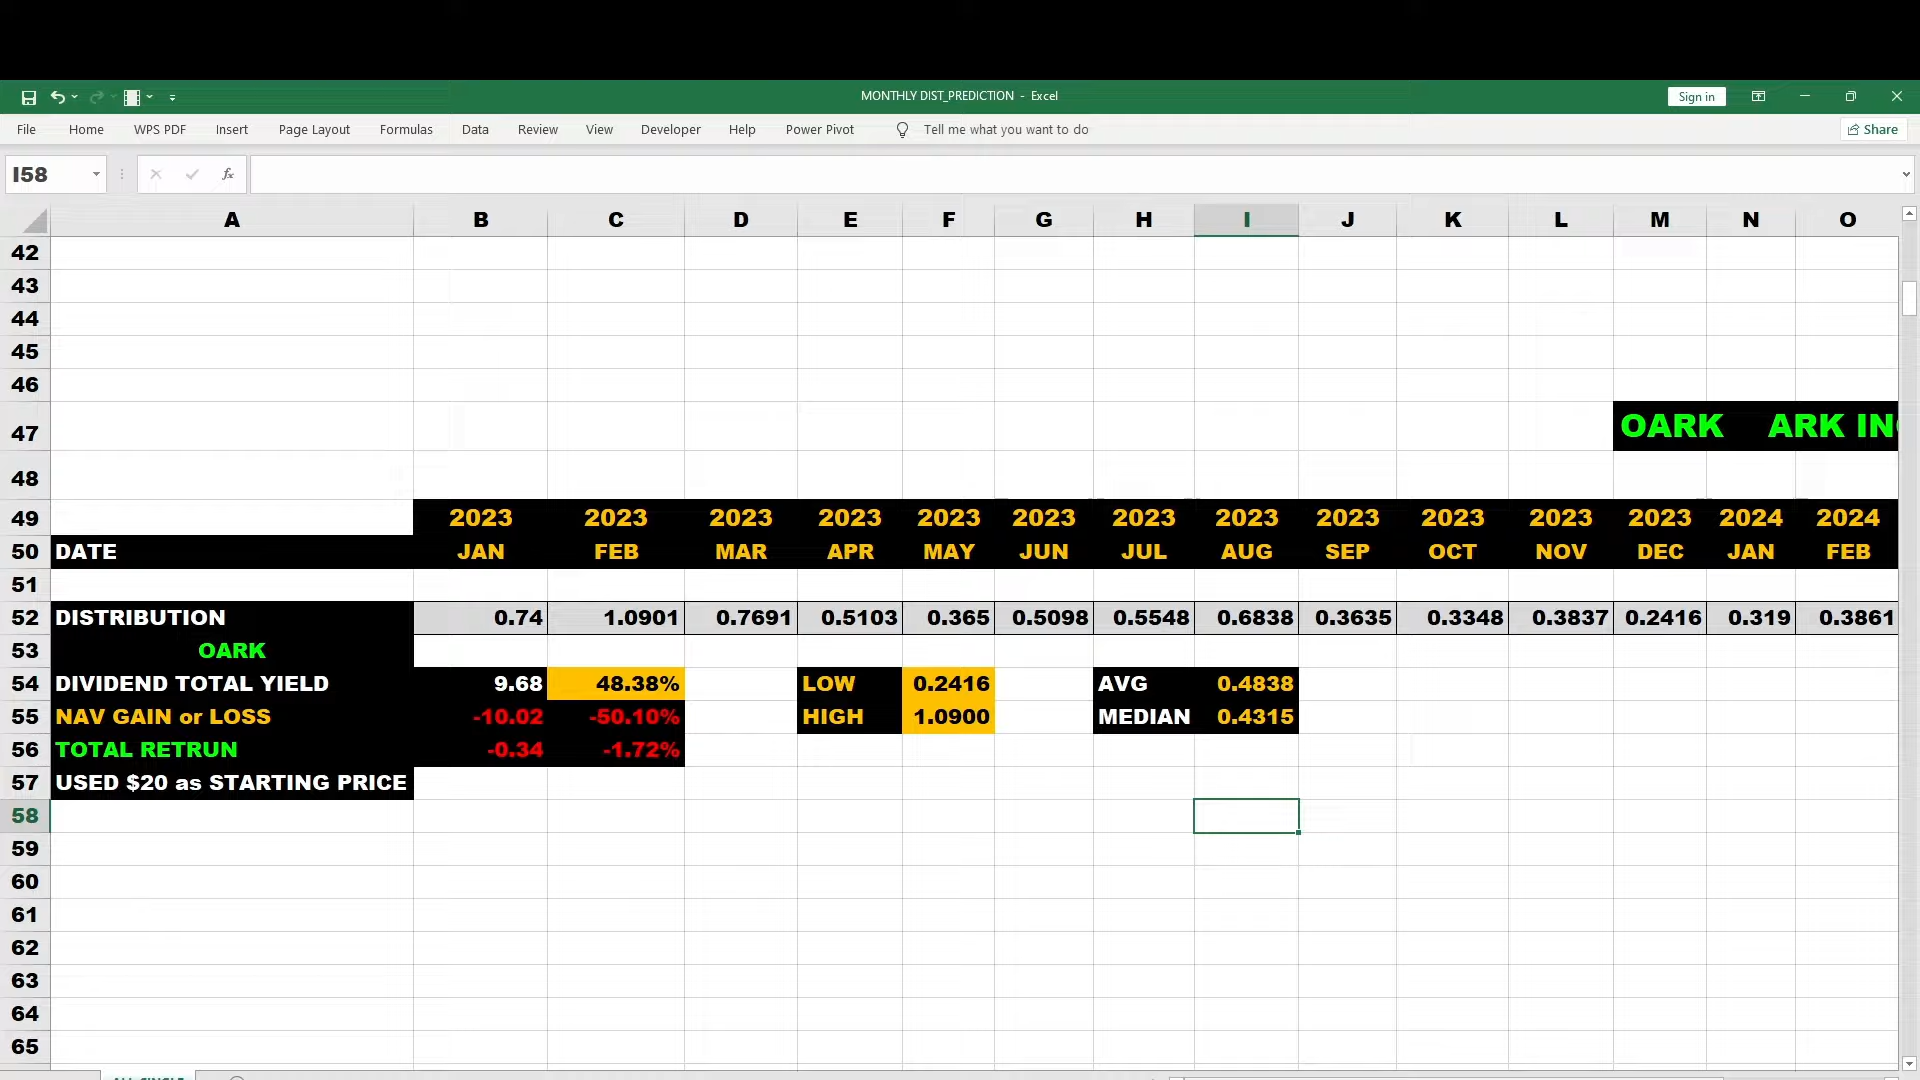 MONTHLY DIST_PREDICTION - Excel
Sign in
File Home WPS PDF Insert Page Layout Formulas Data Review View Developer Help Power Pivot Tell me what you want to do Share
I58 fx
A B C D E F G H I J K L M N O
42
43
44
45
46
47 OARK ARK IN
48
49 2023 2023 2023 2023 2023 2023 2023 2023 2023 2023 2023 2023 2024 2024
50 DATE JAN FEB MAR APR MAY JUN JUL AUG SEP OCT NOV DEC JAN FEB
51
52 DISTRIBUTION 0.74 1.0901 0.7691 0.5103 0.365 0.5098 0.5548 0.6838 0.3635 0.3348 0.3837 0.2416 0.319 0.3861
53 OARK
54 DIVIDEND TOTAL YIELD 9.68 48.38% LOW 0.2416 AVG 0.4838
55 NAV GAIN or LOSS -10.02 -50.10% HIGH 1.0900 MEDIAN 0.4315
56 TOTAL RETRUN -0.34 -1.72%
57 USED $20 as STARTING PRICE
58
59
60
61
62
63
64
65